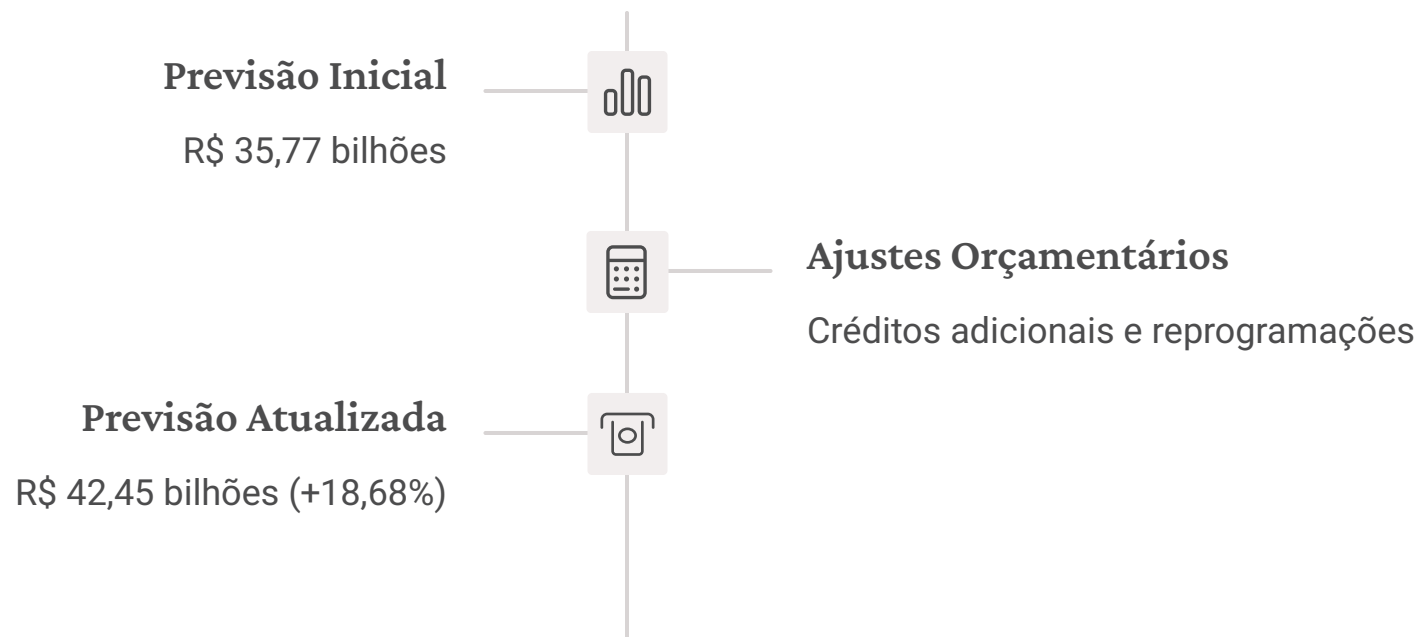 Previsão Inicial
R$ 35,77 bilhões
Ajustes Orçamentários
Créditos adicionais e reprogramações
Previsão Atualizada
R$ 42,45 bilhões (+18,68%)